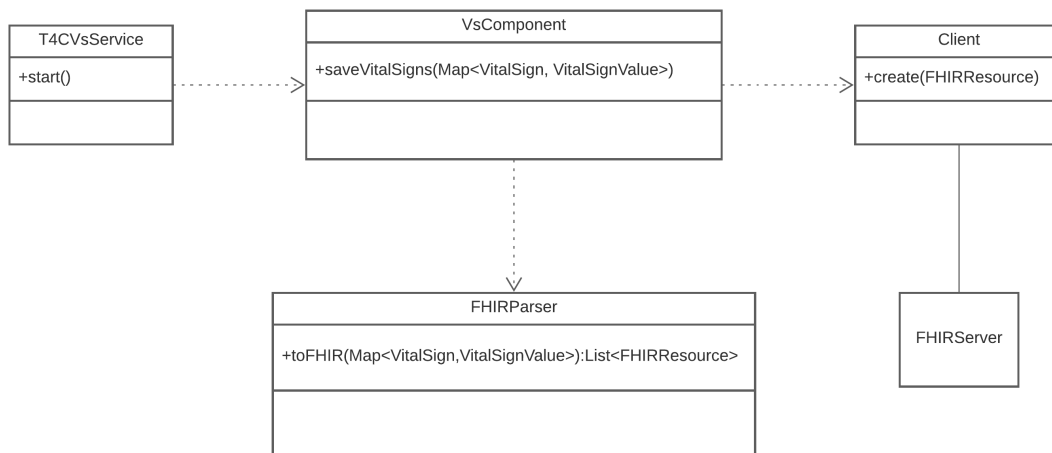 T4CVsService
+start()
VsComponent
+saveVitalSigns(Map<VitalSign, VitalSignValue>)
Client
+create(FHIRResource)
FHIRParser
+toFHIR(Map<VitalSign,VitalSignValue>):List<FHIRResource>
FHIRServer